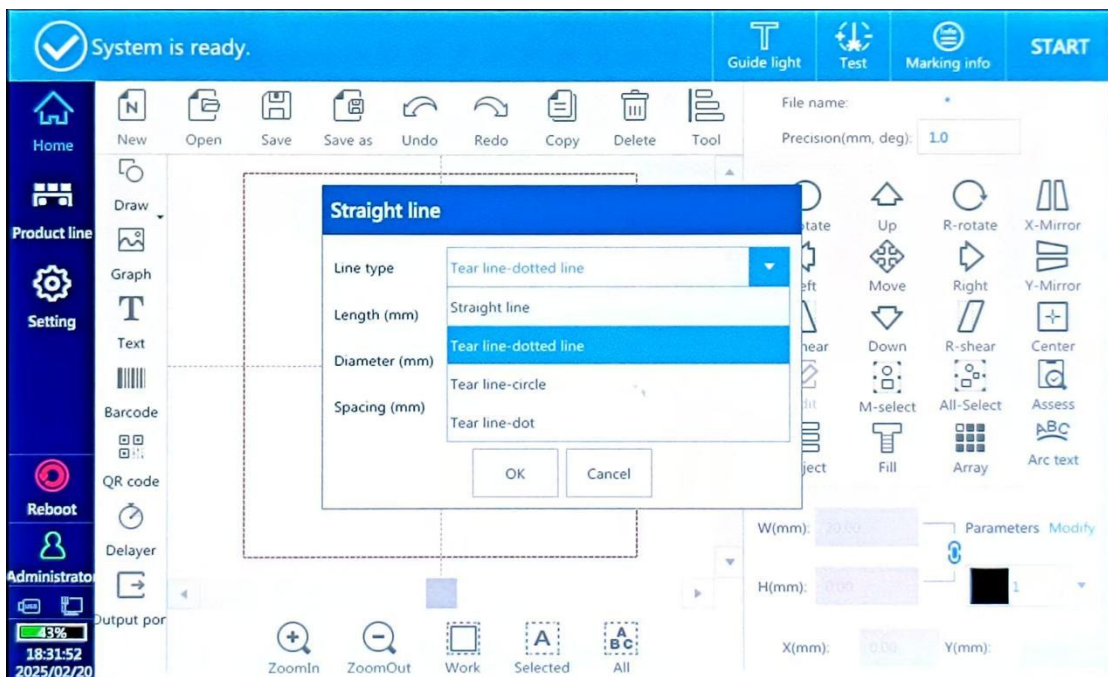 System is ready.
Guide light
Test
Marking info
START
Home
Product line
Setting
Reboot
Administrato
43%
18:31:52
2025/02/20
New
Open
Save
Save as
Undo
Redo
Copy
Delete
Tool
Draw
Graph
Text
Barcode
QR code
Delayer
Output por
Straight line
Line type
Tear line-dotted line
Straight line
Tear line-dotted line
Tear line-circle
Tear line-dot
Length (mm)
Diameter (mm)
Spacing (mm)
OK
Cancel
ZoomIn
ZoomOut
Work
Selected
All
File name: *
Precision(mm, deg): 1.0
Up
R-rotate
X-Mirror
Move
Right
Y-Mirror
Down
R-shear
Center
M-select
All-Select
Assess
Fill
Array
ABC
Arc text
W(mm):
Parameters Modify
H(mm): 0.00
1
X(mm): 0.00
Y(mm):